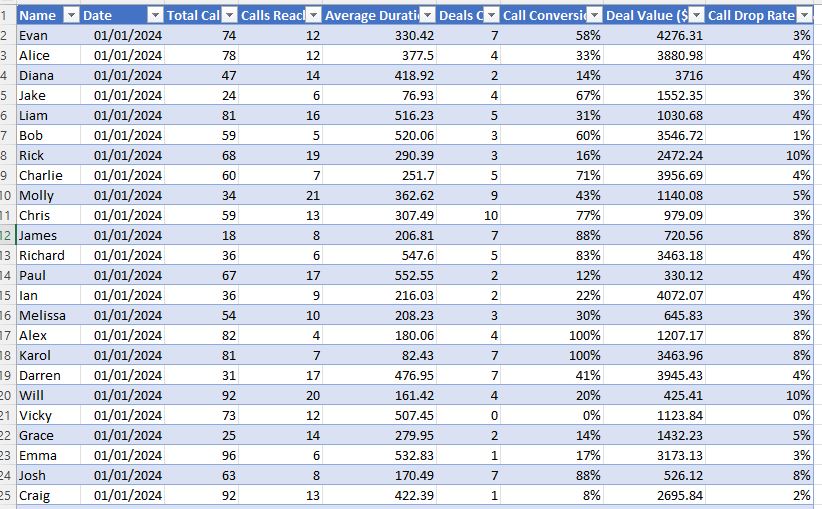 1 Name Date Total Cal Calls Reach Average Durati Deals C Call Conversi Deal Value ($ Call Drop Rate
2 Evan 01/01/2024 74 12 330.42 7 58% 4276.31 3%
3 Alice 01/01/2024 78 12 377.5 4 33% 3880.98 4%
4 Diana 01/01/2024 47 14 418.92 2 14% 3716 4%
5 Jake 01/01/2024 24 6 76.93 4 67% 1552.35 3%
6 Liam 01/01/2024 81 16 516.23 5 31% 1030.68 4%
7 Bob 01/01/2024 59 5 520.06 3 60% 3546.72 1%
8 Rick 01/01/2024 68 19 290.39 3 16% 2472.24 10%
9 Charlie 01/01/2024 60 7 251.7 5 71% 3956.69 4%
10 Molly 01/01/2024 34 21 362.62 9 43% 1140.08 5%
11 Chris 01/01/2024 59 13 307.49 10 77% 979.09 3%
12 James 01/01/2024 18 8 206.81 7 88% 720.56 8%
13 Richard 01/01/2024 36 6 547.6 5 83% 3463.18 4%
14 Paul 01/01/2024 67 17 552.55 2 12% 330.12 4%
15 Ian 01/01/2024 36 9 216.03 2 22% 4072.07 4%
16 Melissa 01/01/2024 54 10 208.23 3 30% 645.83 3%
17 Alex 01/01/2024 82 4 180.06 4 100% 1207.17 8%
18 Karol 01/01/2024 81 7 82.43 7 100% 3463.96 8%
19 Darren 01/01/2024 31 17 476.95 7 41% 3945.43 4%
20 Will 01/01/2024 92 20 161.42 4 20% 425.41 10%
21 Vicky 01/01/2024 73 12 507.45 0 0% 1123.84 0%
22 Grace 01/01/2024 25 14 279.95 2 14% 1432.23 5%
23 Emma 01/01/2024 96 6 532.83 1 17% 3173.13 3%
24 Josh 01/01/2024 63 8 170.49 7 88% 526.12 8%
25 Craig 01/01/2024 92 13 422.39 1 8% 2695.84 2%